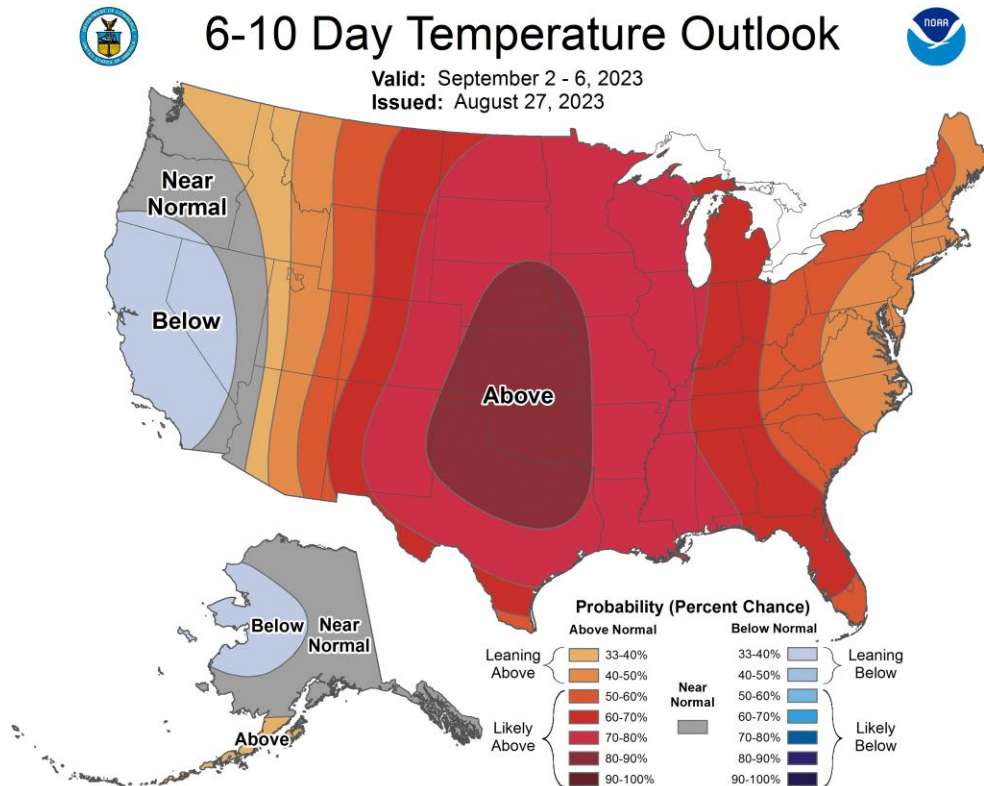 6-10 Day Temperature Outlook
NOAA
Valid: September 2 - 6, 2023
Issued: August 27, 2023
Near
Normal
Below
Above
Below
Near
Normal
Above
Probability (Percent Chance)
Above Normal
Below Normal
Leaning
Above
33-40%
40-50%
Likely
Above
50-60%
60-70%
70-80%
80-90%
90-100%
Near
Normal
33-40%
40-50%
Leaning
Below
50-60%
60-70%
70-80%
80-90%
90-100%
Likely
Below